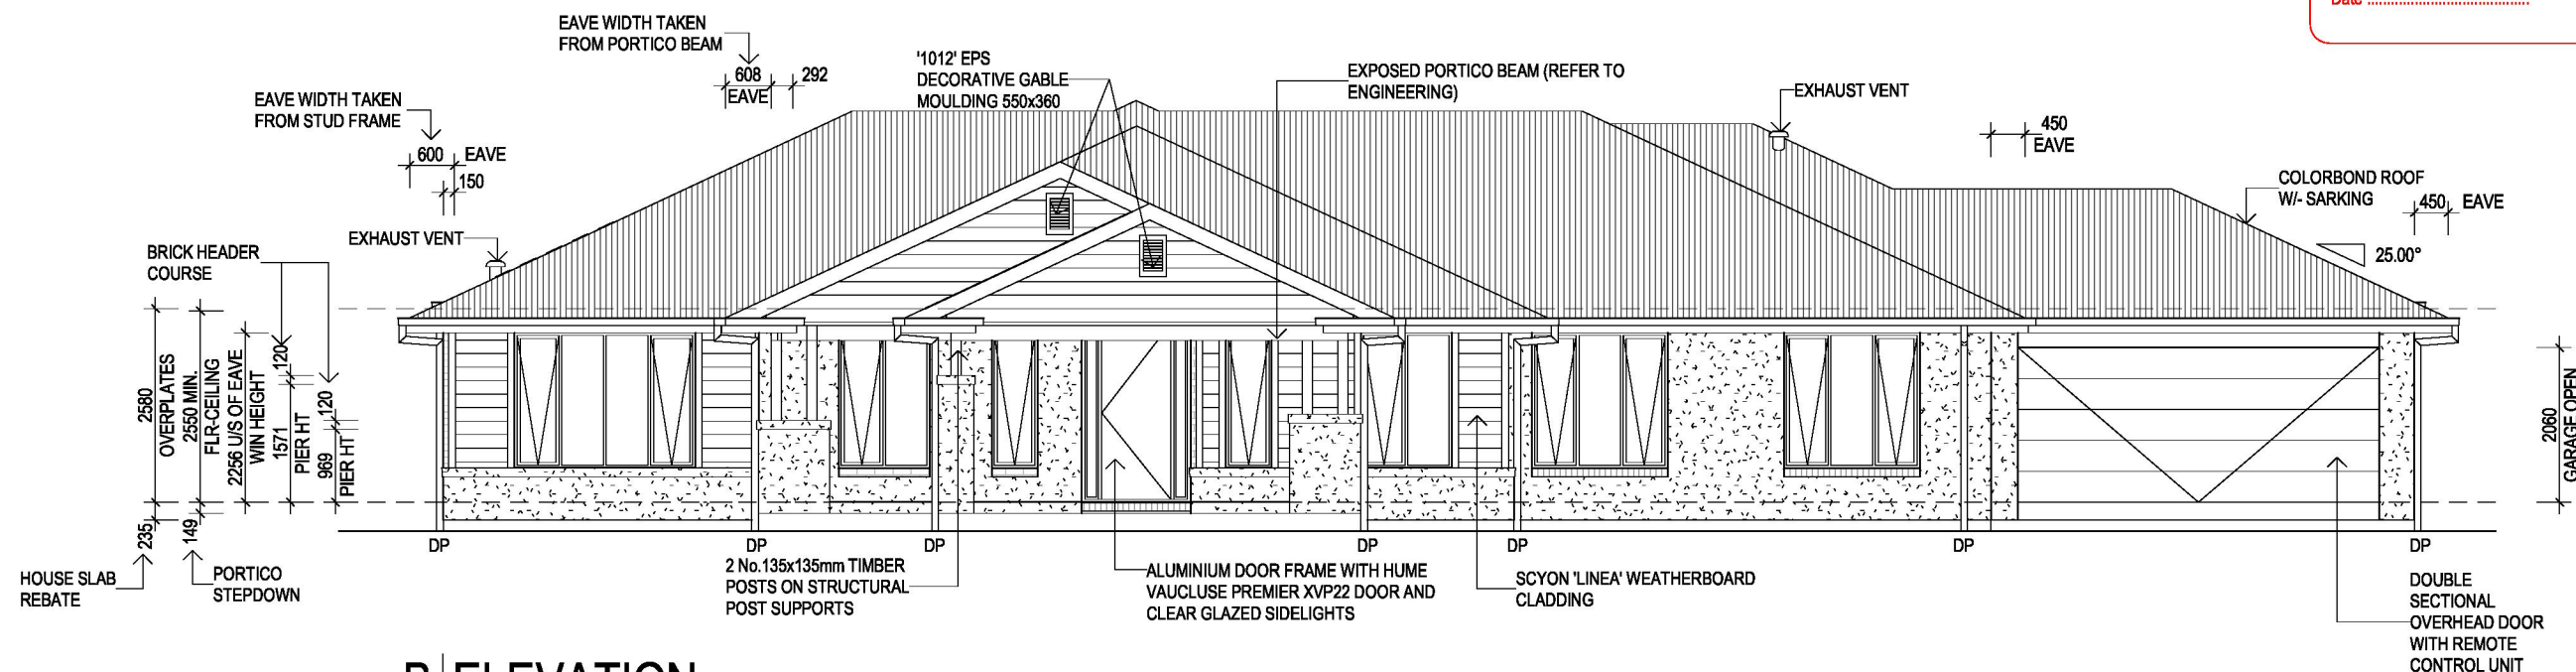 Date
EAVE WIDTH TAKEN
FROM PORTICO BEAM
608
EAVE
292
'1012' EPS
DECORATIVE GABLE
MOULDING 550x360
EXPOSED PORTICO BEAM (REFER TO
ENGINEERING)
EXHAUST VENT
450
EAVE
EAVE WIDTH TAKEN
FROM STUD FRAME
600
EAVE
150
COLORBOND ROOF
W/- SARKING
450
EAVE
25.00°
EXHAUST VENT
BRICK HEADER
COURSE
2580
OVERPLATES
2550 MIN.
FLR-CEILING
2256 U/S OF EAVE
WIN HEIGHT
120
1571
PIER HT
120
969
PIER HT
235
149
2060
GARAGE OPEN
DP
DP
DP
DP
DP
DP
DP
HOUSE SLAB
REBATE
PORTICO
STEPDOWN
2 No.135x135mm TIMBER
POSTS ON STRUCTURAL
POST SUPPORTS
ALUMINIUM DOOR FRAME WITH HUME
VAUCLUSE PREMIER XVP22 DOOR AND
CLEAR GLAZED SIDELIGHTS
SCYON 'LINEA' WEATHERBOARD
CLADDING
DOUBLE
SECTIONAL
OVERHEAD DOOR
WITH REMOTE
CONTROL UNIT
B ELEVATION